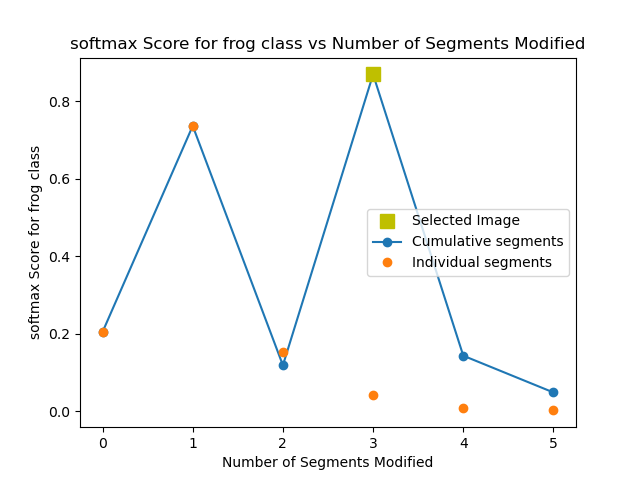 softmax Score for frog class vs Number of Segments Modified
softmax Score for frog class
0.8
0.6
0.4
0.2
0.0
Selected Image
Cumulative segments
Individual segments
0 1 2 3 4 5
Number of Segments Modified